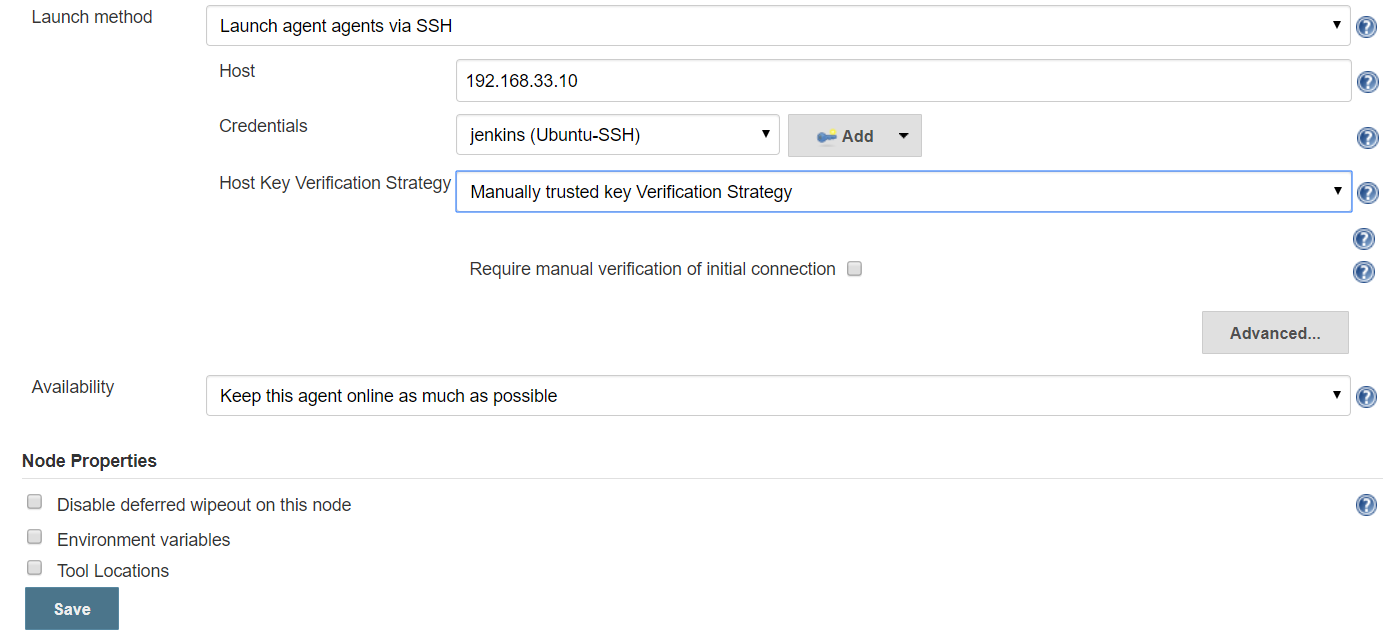 Launch method
Launch agent agents via SSH
Host
192.168.33.10
Credentials
jenkins (Ubuntu-SSH)
Add
Host Key Verification Strategy
Manually trusted key Verification Strategy
Require manual verification of initial connection
Advanced...
Availability
Keep this agent online as much as possible
Node Properties
Disable deferred wipeout on this node
Environment variables
Tool Locations
Save